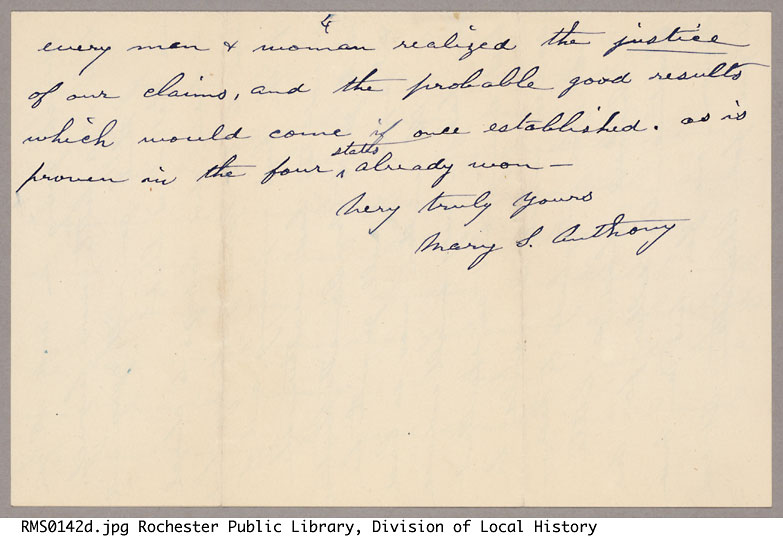 4
every man & woman realized the justice
of our claims, and the probable good results
which would come if once established. as is
proven in the four states already won —
Very truly yours
Mary S. Anthony
RMS0142d.jpg Rochester Public Library, Division of Local History